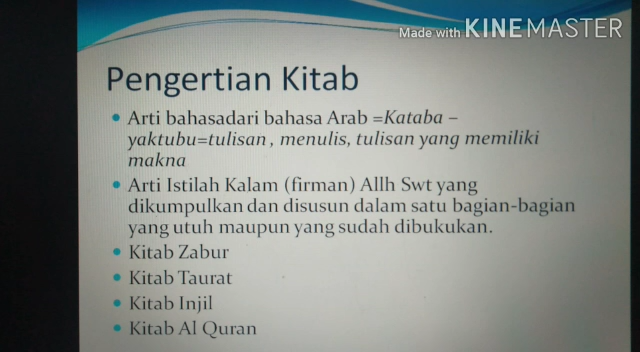 Made with KINEMASTER
Pengertian Kitab
• Arti bahasadari bahasa Arab =Kataba –
yaktubu=tulisan , menulis, tulisan yang memiliki
makna
• Arti Istilah Kalam (firman) Allh Swt yang
dikumpulkan dan disusun dalam satu bagian-bagian
yang utuh maupun yang sudah dibukukan.
• Kitab Zabur
• Kitab Taurat
• Kitab Injil
• Kitab Al Quran